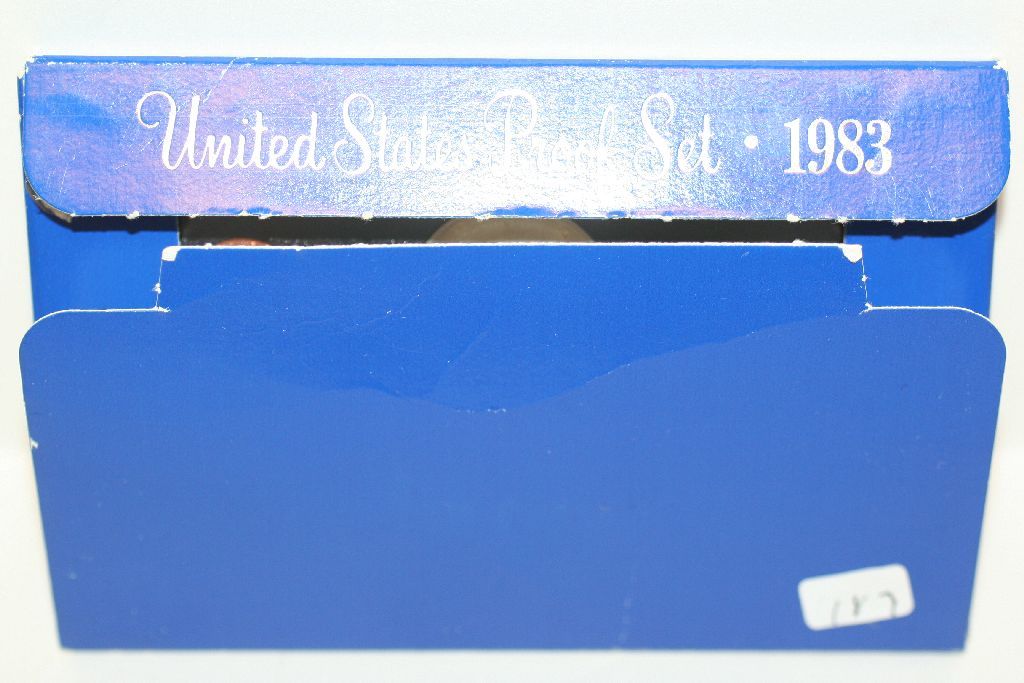 United States Proof Set • 1983